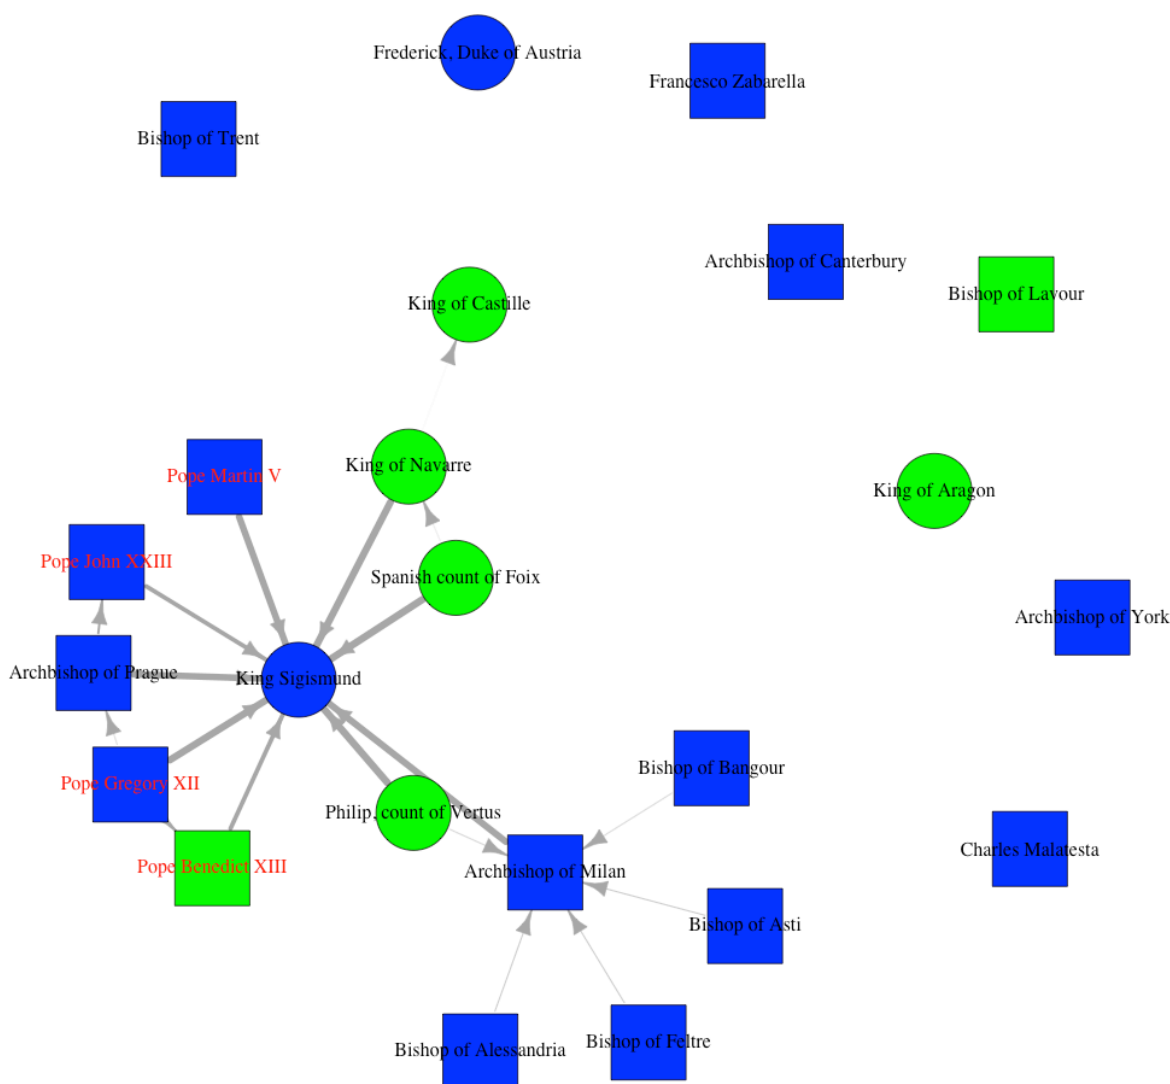 Frederick, Duke of Austria
Francesco Zabarella
Bishop of Trent
Archbishop of Canterbury
Bishop of Lavour
King of Castille
King of Navarre
Pope Martin V
King of Aragon
Pope John XXIII
Spanish count of Foix
Archbishop of York
Archbishop of Prague
King Sigismund
Bishop of Bangour
Pope Gregory XII
Philip, count of Vertus
Charles Malatesta
Pope Benedict XIII
Archbishop of Milan
Bishop of Asti
Bishop of Feltre
Bishop of Alessandria